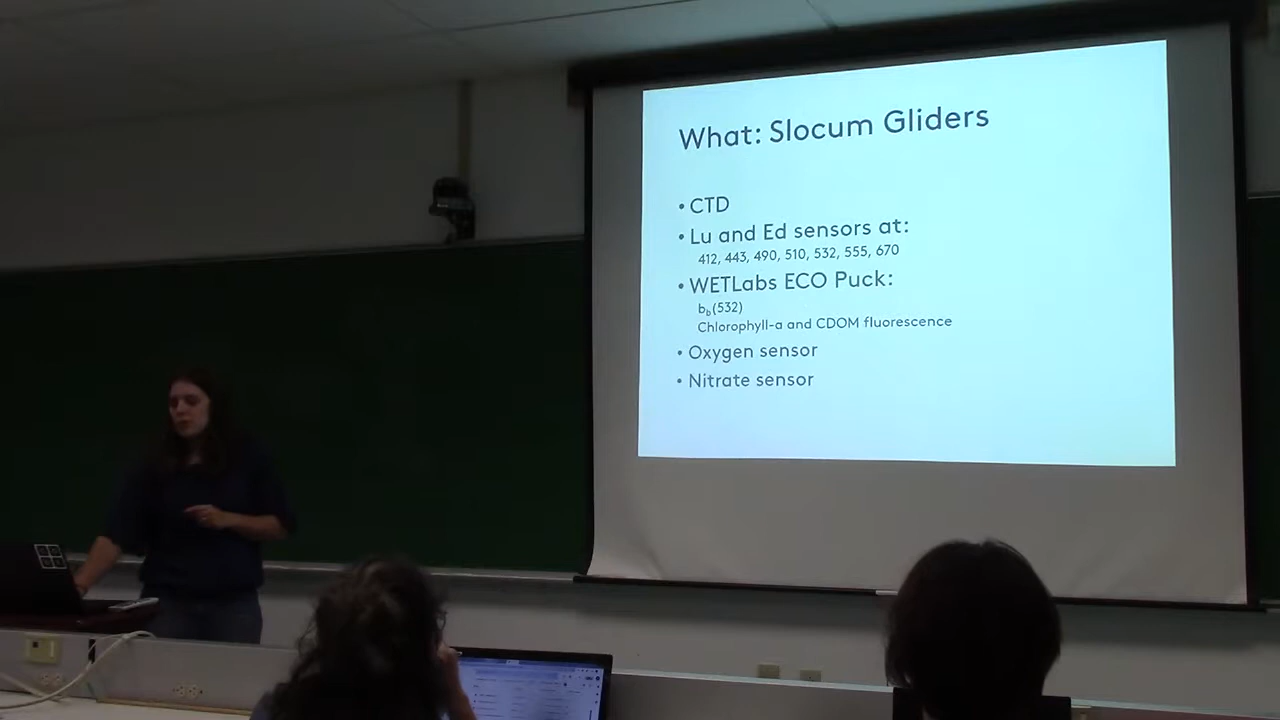 What: Slocum Gliders
• CTD
• Lu and Ed sensors at:
412, 443, 490, 510, 532, 555, 670
• WETLabs ECO Puck:
bb(532)
Chlorophyll-a and CDOM fluorescence
• Oxygen sensor
• Nitrate sensor